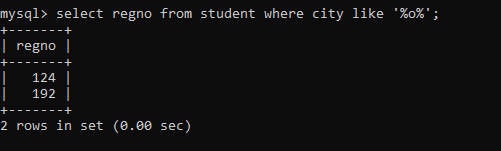 mysql> select regno from student where city like '%o%';
+-------+
| regno |
+-------+
|   124 |
|   192 |
+-------+
2 rows in set (0.00 sec)